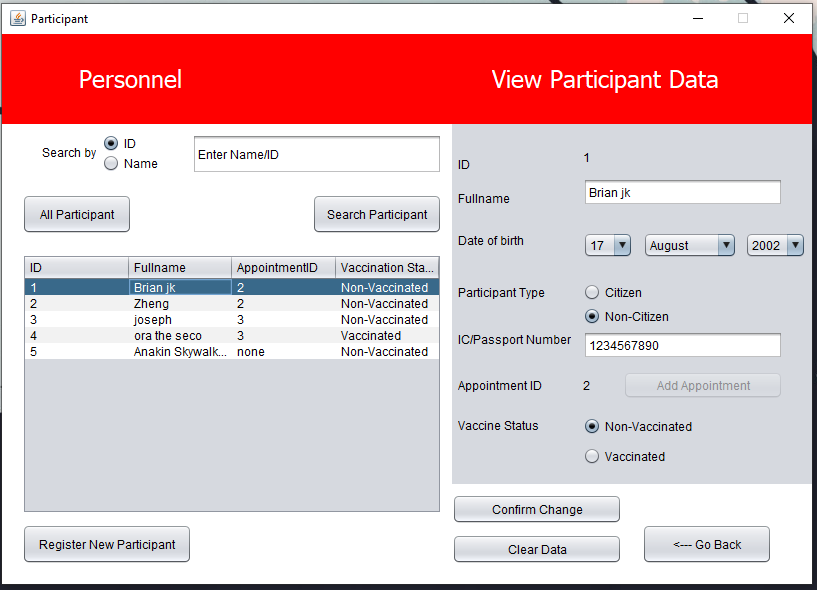 Participant
Personnel
View Participant Data
Search by
ID
Name
Enter Name/ID
All Participant
Search Participant
ID Fullname AppointmentID Vaccination Sta...
1 Brian jk 2 Non-Vaccinated
2 Zheng 2 Non-Vaccinated
3 joseph 3 Non-Vaccinated
4 ora the seco 3 Vaccinated
5 Anakin Skywalk... none Non-Vaccinated
Register New Participant
ID 1
Fullname Brian jk
Date of birth 17 August 2002
Participant Type Citizen
Non-Citizen
IC/Passport Number 1234567890
Appointment ID 2 Add Appointment
Vaccine Status Non-Vaccinated
Vaccinated
Confirm Change
Clear Data
<--- Go Back